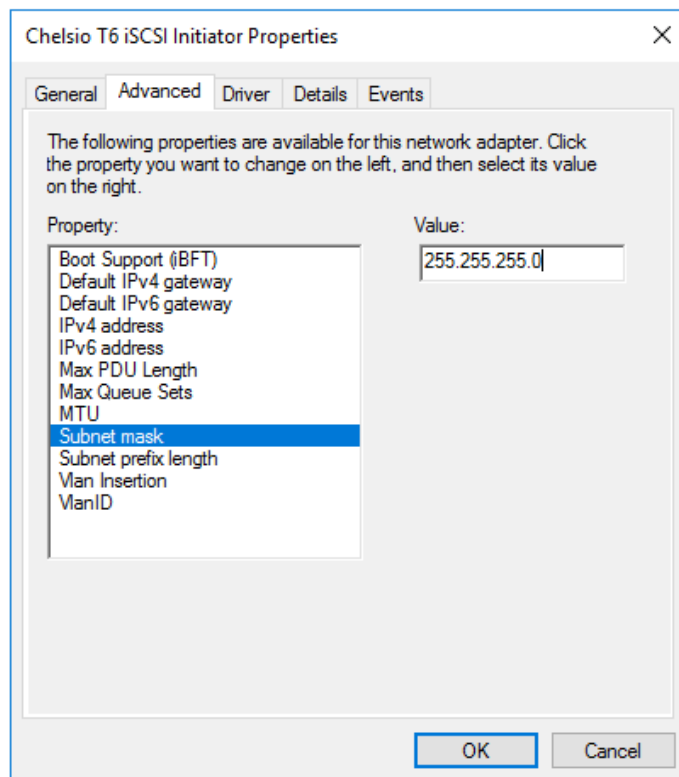 Chelsio T6 iSCSI Initiator Properties
General Advanced Driver Details Events
The following properties are available for this network adapter. Click
the property you want to change on the left, and then select its value
on the right.
Property:
Value:
Boot Support (iBFT)
Default IPv4 gateway
Default IPv6 gateway
IPv4 address
IPv6 address
Max PDU Length
Max Queue Sets
MTU
Subnet mask
Subnet prefix length
Vlan Insertion
VlanID
255.255.255.0
OK
Cancel